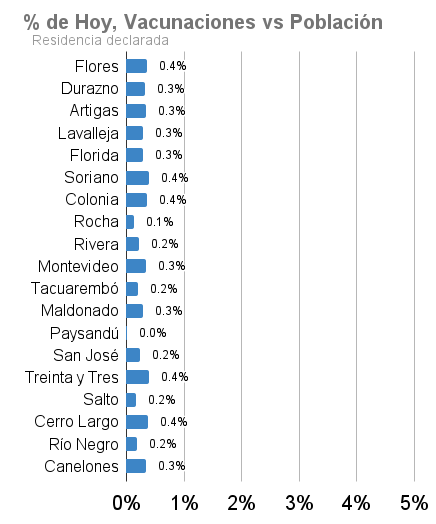 % de Hoy, Vacunaciones vs Población
Residencia declarada
Flores 0.4%
Durazno 0.3%
Artigas 0.3%
Lavalleja 0.3%
Florida 0.3%
Soriano 0.4%
Colonia 0.4%
Rocha 0.1%
Rivera 0.2%
Montevideo 0.3%
Tacuarembó 0.2%
Maldonado 0.3%
Paysandú 0.0%
San José 0.2%
Treinta y Tres 0.4%
Salto 0.2%
Cerro Largo 0.4%
Río Negro 0.2%
Canelones 0.3%
0% 1% 2% 3% 4% 5%